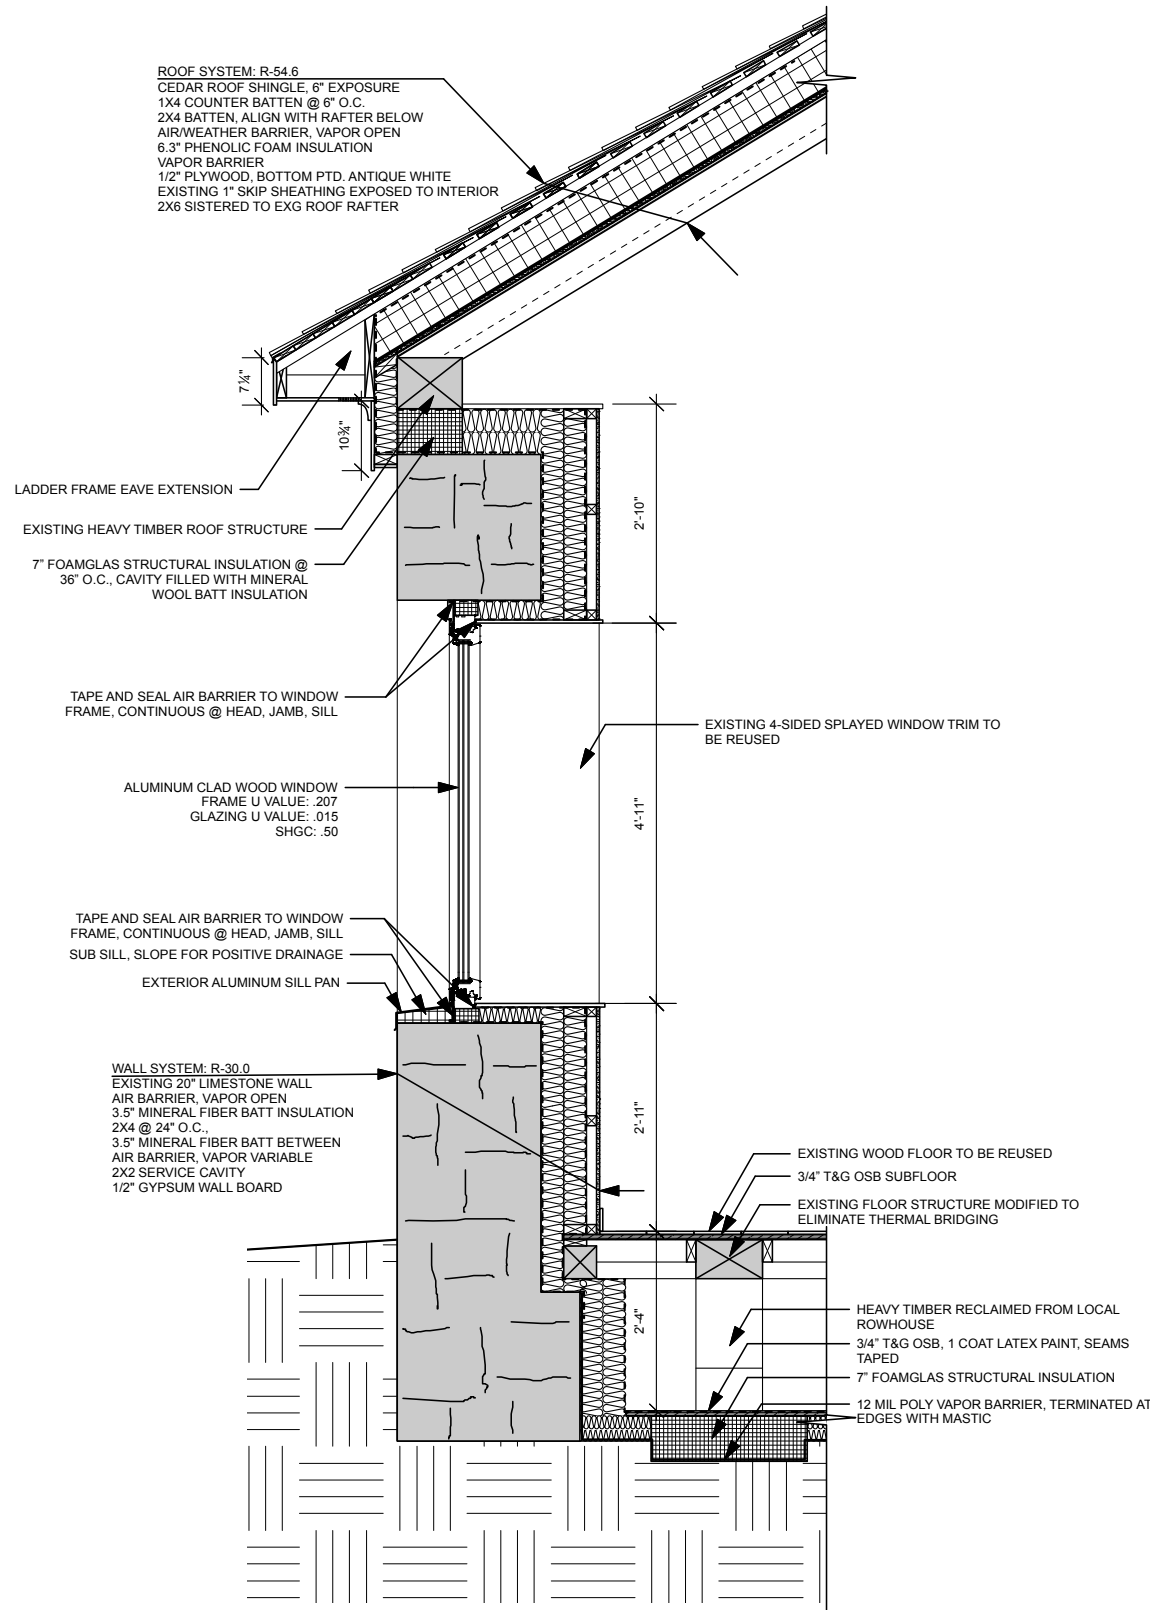 ROOF SYSTEM: R-54.6
CEDAR ROOF SHINGLE, 6" EXPOSURE
1X4 COUNTER BATTEN @ 6" O.C.
2X4 BATTEN, ALIGN WITH RAFTER BELOW
AIR/WEATHER BARRIER, VAPOR OPEN
6.3" PHENOLIC FOAM INSULATION
VAPOR BARRIER
1/2" PLYWOOD, BOTTOM PTD. ANTIQUE WHITE
EXISTING 1" SKIP SHEATHING EXPOSED TO INTERIOR
2X6 SISTERED TO EXG ROOF RAFTER
7¼"
10¾"
LADDER FRAME EAVE EXTENSION
EXISTING HEAVY TIMBER ROOF STRUCTURE
7" FOAMGLAS STRUCTURAL INSULATION @
36" O.C., CAVITY FILLED WITH MINERAL
WOOL BATT INSULATION
2'-10"
TAPE AND SEAL AIR BARRIER TO WINDOW
FRAME, CONTINUOUS @ HEAD, JAMB, SILL
EXISTING 4-SIDED SPLAYED WINDOW TRIM TO
BE REUSED
ALUMINUM CLAD WOOD WINDOW
FRAME U VALUE: .207
GLAZING U VALUE: .015
SHGC: .50
4'-11"
TAPE AND SEAL AIR BARRIER TO WINDOW
FRAME, CONTINUOUS @ HEAD, JAMB, SILL
SUB SILL, SLOPE FOR POSITIVE DRAINAGE
EXTERIOR ALUMINUM SILL PAN
WALL SYSTEM: R-30.0
EXISTING 20" LIMESTONE WALL
AIR BARRIER, VAPOR OPEN
3.5" MINERAL FIBER BATT INSULATION
2X4 @ 24" O.C.,
3.5" MINERAL FIBER BATT BETWEEN
AIR BARRIER, VAPOR VARIABLE
2X2 SERVICE CAVITY
1/2" GYPSUM WALL BOARD
2'-11"
EXISTING WOOD FLOOR TO BE REUSED
3/4" T&G OSB SUBFLOOR
EXISTING FLOOR STRUCTURE MODIFIED TO
ELIMINATE THERMAL BRIDGING
2'-4"
HEAVY TIMBER RECLAIMED FROM LOCAL
ROWHOUSE
3/4" T&G OSB, 1 COAT LATEX PAINT, SEAMS
TAPED
7" FOAMGLAS STRUCTURAL INSULATION
12 MIL POLY VAPOR BARRIER, TERMINATED AT
EDGES WITH MASTIC